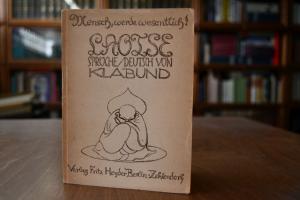 Mensch, werde wesentlich!
LAOTSE
SPRÜCHE/DEUTSCH VON
KLABUND
Verlag Fritz Heyder Berlin-Zehlendorf